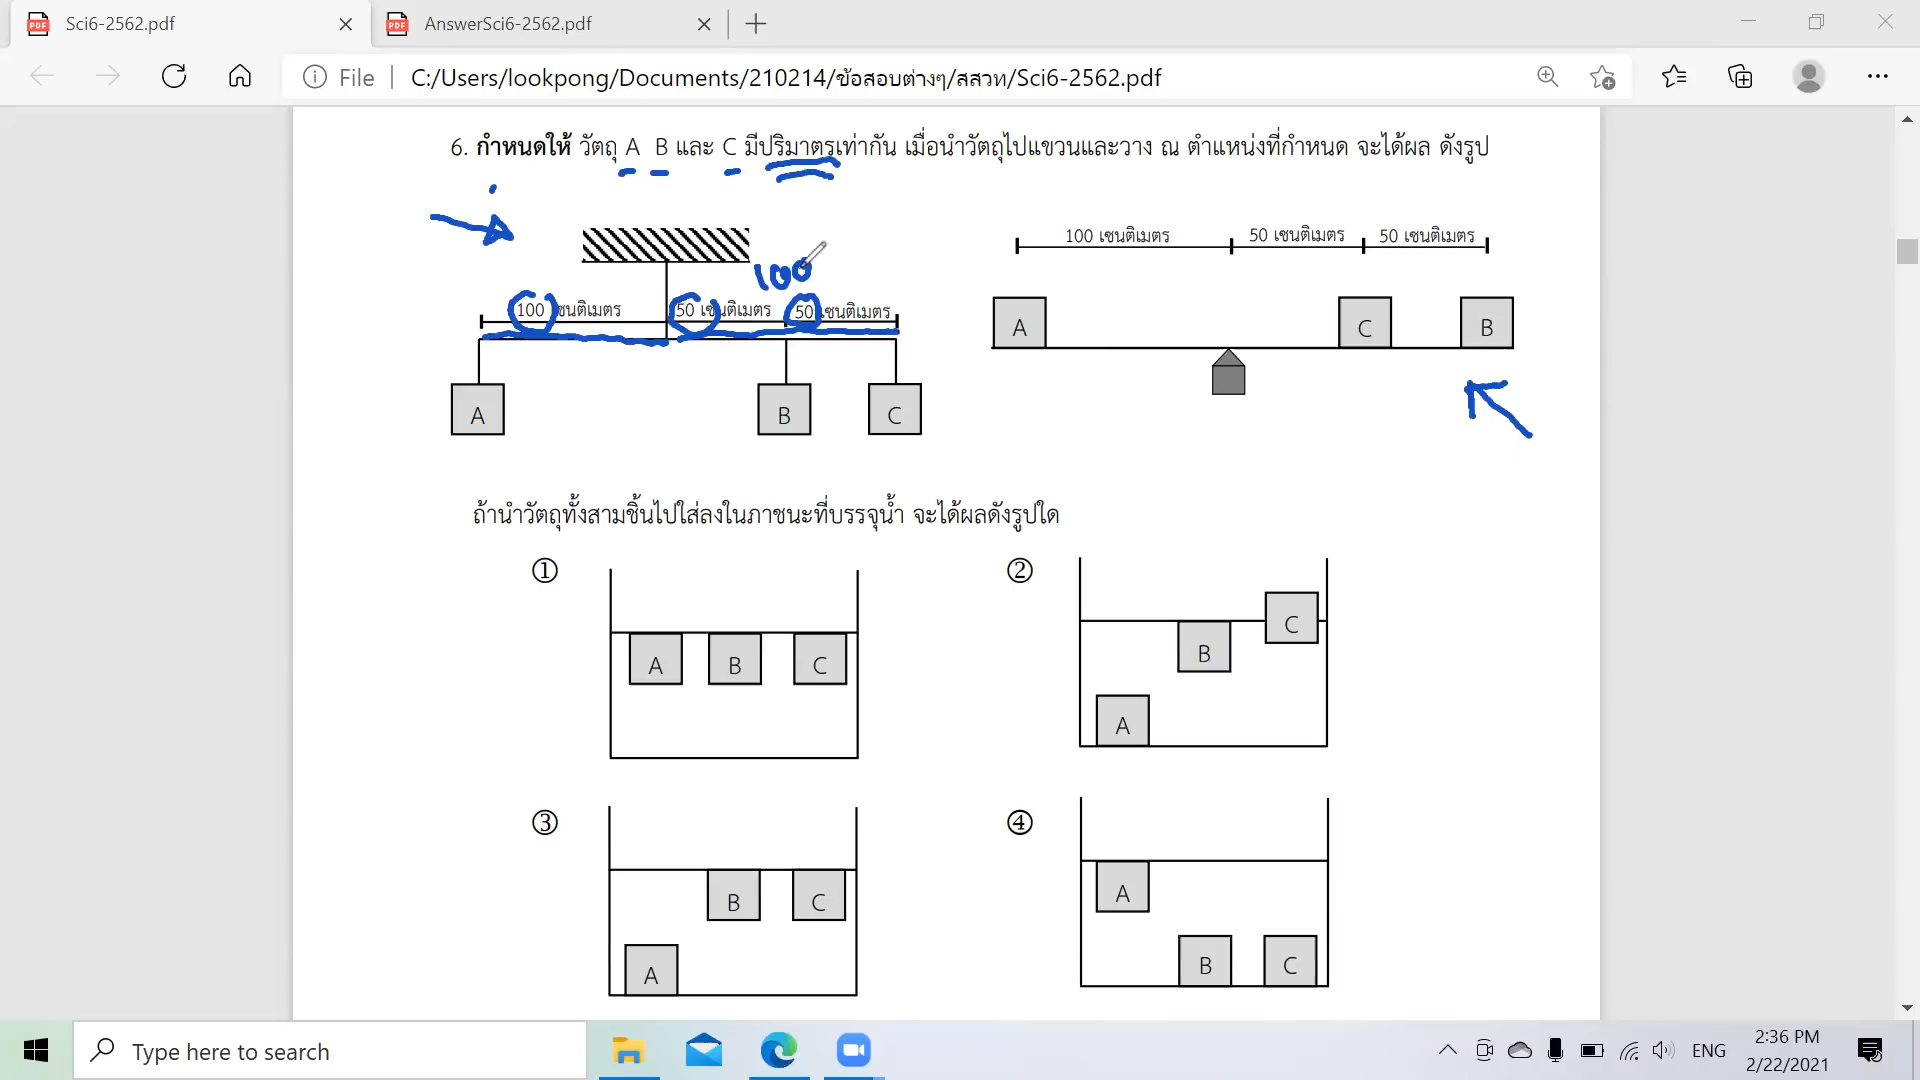 Sci6-2562.pdf
AnswerSci6-2562.pdf
File
C:/Users/lookpong/Documents/210214/ข้อสอบต่างๆ/สสวท/Sci6-2562.pdf
6. กำหนดให้ วัตถุ A B และ C มีปริมาตรเท่ากัน เมื่อนำวัตถุไปแขวนและวาง ณ ตำแหน่งที่กำหนด จะได้ผล ดังรูป
100
100 เซนติเมตร 50 เซนติเมตร 50 เซนติเมตร
A B C
100 เซนติเมตร 50 เซนติเมตร 50 เซนติเมตร
A C B
ถ้านำวัตถุทั้งสามชิ้นไปใส่ลงในภาชนะที่บรรจุน้ำ จะได้ผลดังรูปใด
①
A B C
②
C
B
A
③
B C
A
④
A
B C
Type here to search
ENG
2:36 PM
2/22/2021